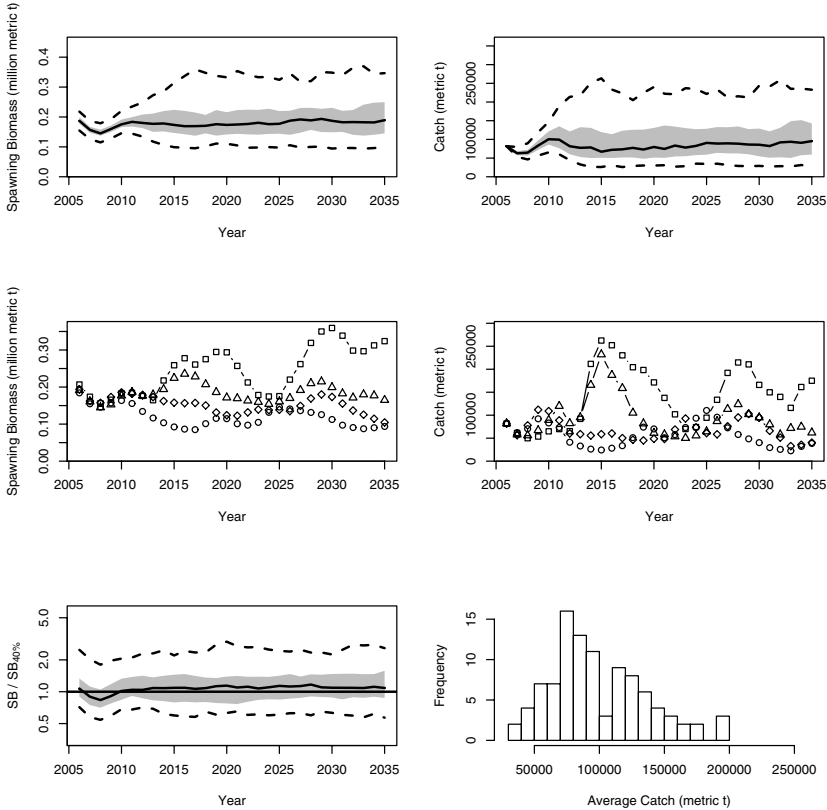 Spawning Biomass (million metric t)
0.0 0.1 0.2 0.3 0.4
2005 2010 2015 2020 2025 2030 2035
Year
Catch (metric t)
0 100000 250000
2005 2010 2015 2020 2025 2030 2035
Year
Spawning Biomass (million metric t)
0.00 0.10 0.20 0.30
2005 2010 2015 2020 2025 2030 2035
Year
Catch (metric t)
0 100000 250000
2005 2010 2015 2020 2025 2030 2035
Year
SB / SB40%
0.5 1.0 2.0 5.0
2005 2010 2015 2020 2025 2030 2035
Year
Frequency
0 5 10 15
50000 100000 150000 200000 250000
Average Catch (metric t)